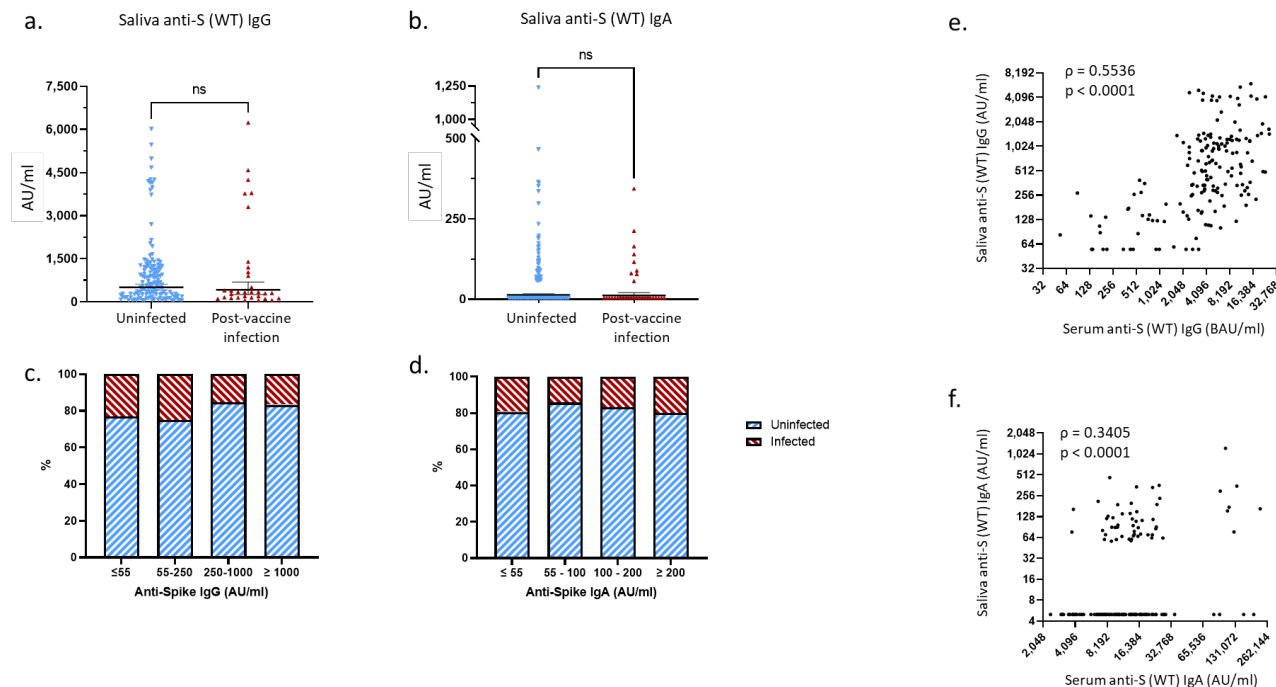 a.
Saliva anti-S (WT) IgG
ns
7,500
6,000
4,500
3,000
1,500
0
AU/ml
Uninfected
Post-vaccine
infection
b.
Saliva anti-S (WT) IgA
ns
1,250
1,000
500
250
0
AU/ml
Uninfected
Post-vaccine
infection
c.
100
80
60
40
20
0
%
≤55
55-250
250-1000
≥ 1000
Anti-Spike IgG (AU/ml)
d.
100
80
60
40
20
0
%
≤ 55
55 - 100
100 - 200
≥ 200
Anti-Spike IgA (AU/ml)
Uninfected
Infected
e.
ρ = 0.5536
p < 0.0001
8,192
4,096
2,048
1,024
512
256
128
64
32
Saliva anti-S (WT) IgG (AU/ml)
32
64
128
256
512
1,024
2,048
4,096
8,192
16,384
32,768
Serum anti-S (WT) IgG (BAU/ml)
f.
ρ = 0.3405
p < 0.0001
2,048
1,024
512
256
128
64
32
16
8
4
Saliva anti-S (WT) IgA (AU/ml)
2,048
4,096
8,192
16,384
32,768
65,536
131,072
262,144
Serum anti-S (WT) IgA (AU/ml)